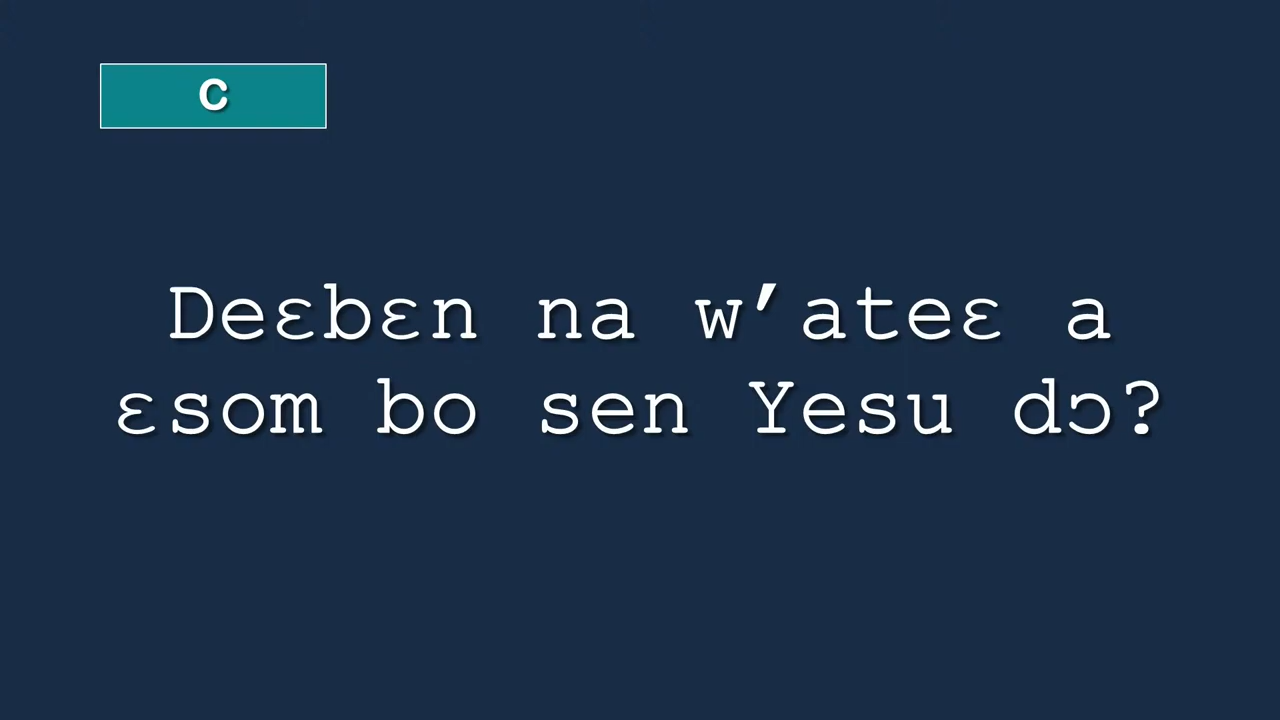 C
Deɛbɛn na w’ateɛ a
ɛsom bo sen Yesu dɔ?